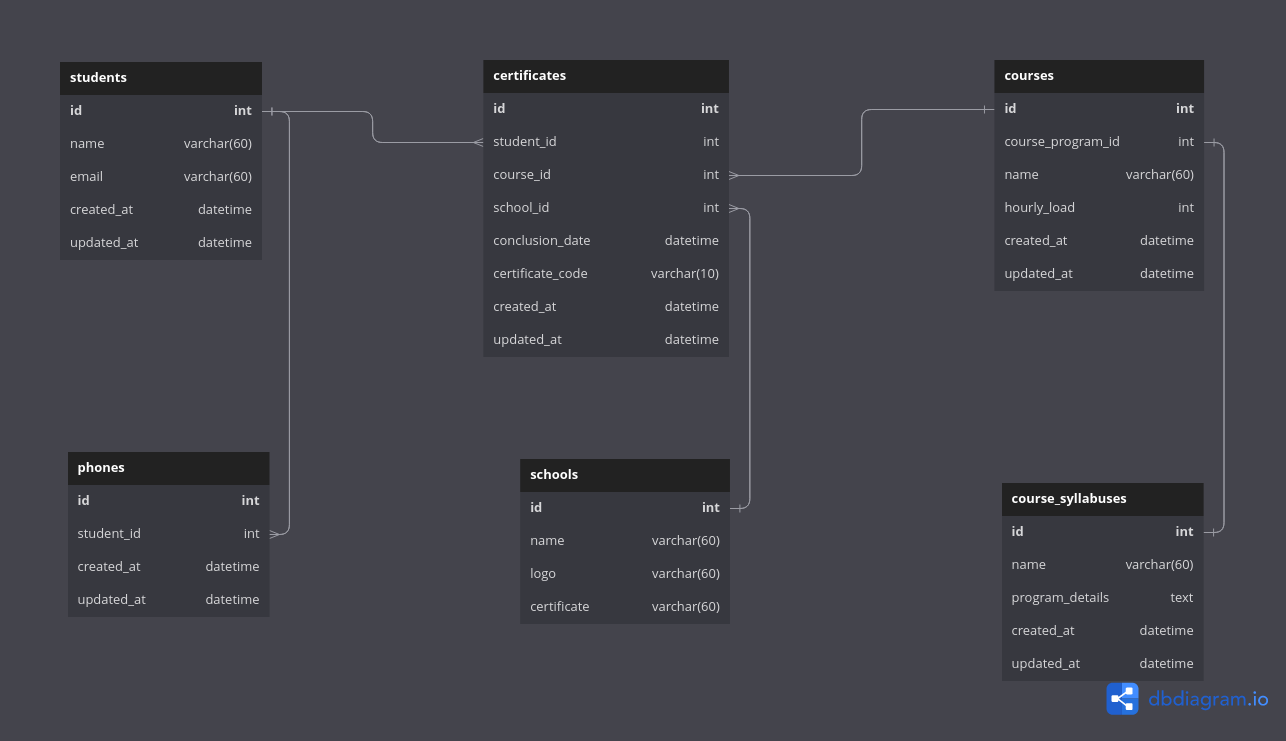 students
id int
name varchar(60)
email varchar(60)
created_at datetime
updated_at datetime
certificates
id int
student_id int
course_id int
school_id int
conclusion_date datetime
certificate_code varchar(10)
created_at datetime
updated_at datetime
courses
id int
course_program_id int
name varchar(60)
hourly_load int
created_at datetime
updated_at datetime
phones
id int
student_id int
created_at datetime
updated_at datetime
schools
id int
name varchar(60)
logo varchar(60)
certificate varchar(60)
course_syllabuses
id int
name varchar(60)
program_details text
created_at datetime
updated_at datetime
dbdiagram.io